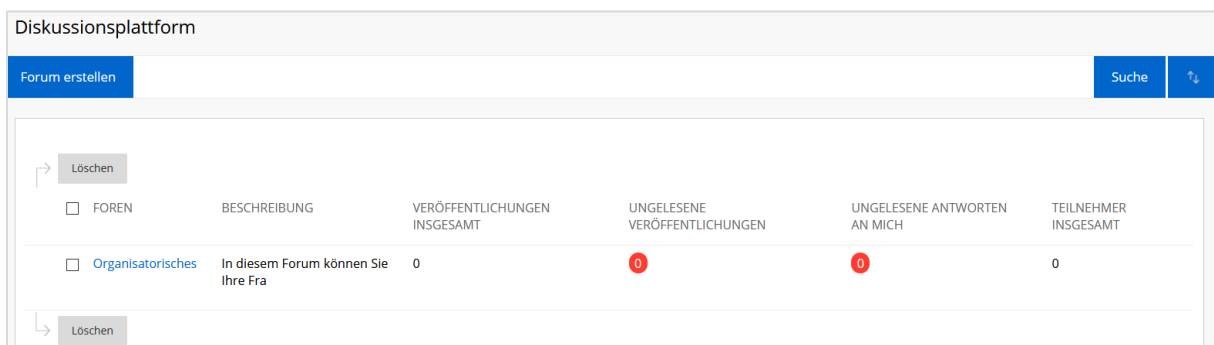 Diskussionsplattform
Forum erstellen
Suche
Löschen
FOREN BESCHREIBUNG VERÖFFENTLICHUNGEN UNGELESENE UNGELESENE ANTWORTEN TEILNEHMER
INSGESAMT VERÖFFENTLICHUNGEN AN MICH INSGESAMT
Organisatorisches In diesem Forum können Sie 0 0 0 0
Ihre Fra
Löschen